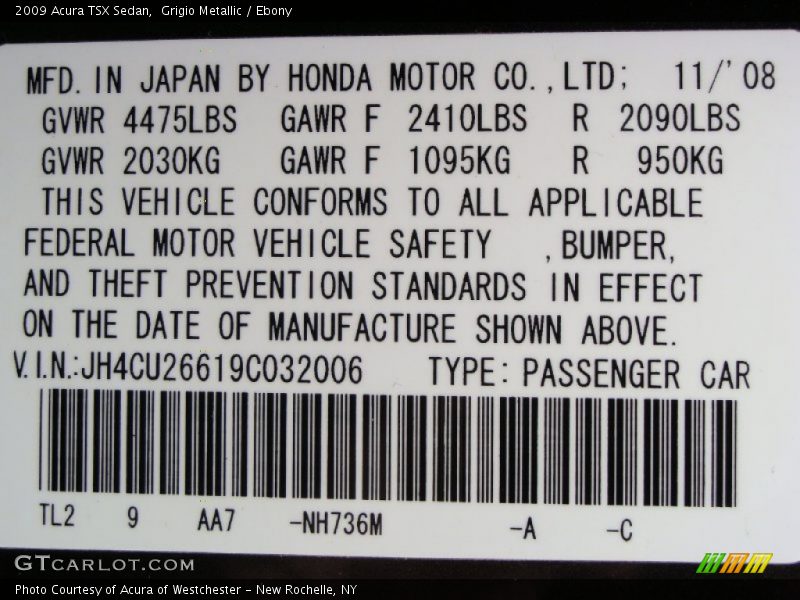 2009 Acura TSX Sedan,  Grigio Metallic / Ebony
MFD. IN JAPAN BY HONDA MOTOR CO.,LTD; 11/'08
GVWR 4475LBS GAWR F 2410LBS R 2090LBS
GVWR 2030KG GAWR F 1095KG R 950KG
THIS VEHICLE CONFORMS TO ALL APPLICABLE
FEDERAL MOTOR VEHICLE SAFETY ,BUMPER,
AND THEFT PREVENTION STANDARDS IN EFFECT
ON THE DATE OF MANUFACTURE SHOWN ABOVE.
V.I.N.:JH4CU26619C032006 TYPE: PASSENGER CAR
TL2 9 AA7 -NH736M -A -C
GTCARLOT.COM
Photo Courtesy of Acura of Westchester - New Rochelle, NY